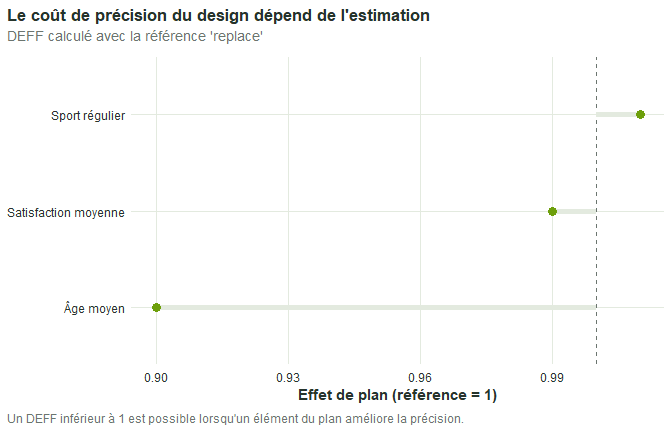 Le coût de précision du design dépend de l'estimation
DEFF calculé avec la référence 'replace'
Sport régulier
Satisfaction moyenne
Âge moyen
0.90 0.93 0.96 0.99
Effet de plan (référence = 1)
Un DEFF inférieur à 1 est possible lorsqu'un élément du plan améliore la précision.